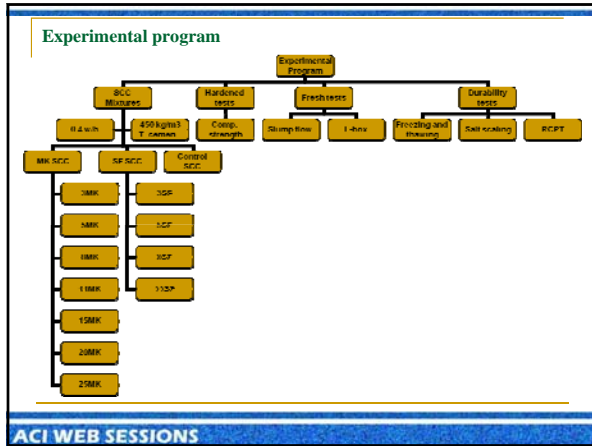 Experimental program
Experimental
Program
SCC
Mixtures
Hardened
tests
Fresh tests
Durability
tests
0.4 w/b
450 kg/m3
Comp.
strength
Slump flow
L-box
Freezing and
thawing
Salt scaling
RCPT
MK SCC
SF SCC
Control
SCC
3MK
3SF
5MK
8MK
8SF
11MK
11SF
15MK
20MK
25MK
ACI WEB SESSIONS